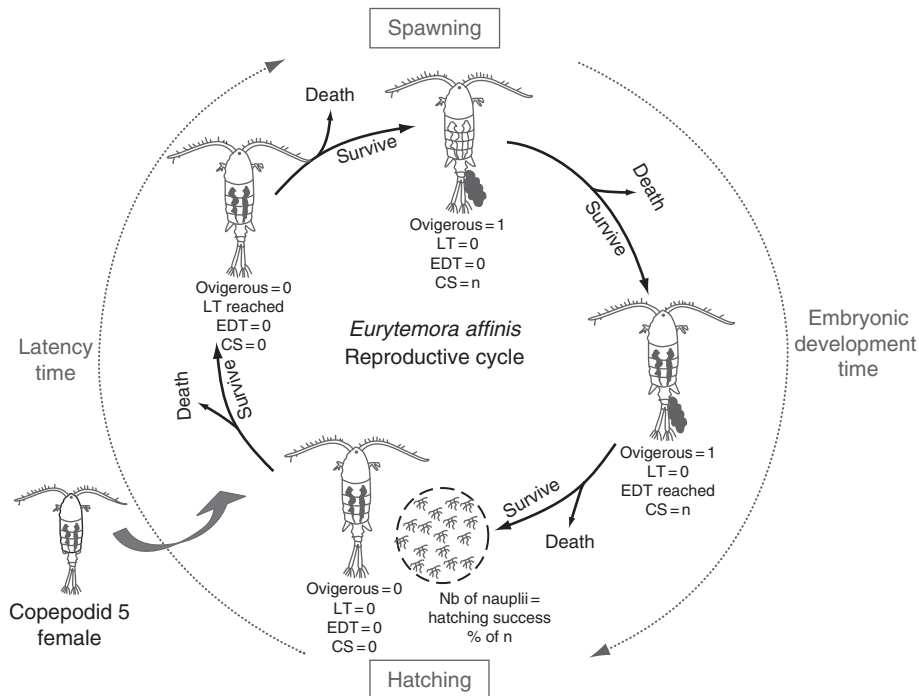 Spawning
Death
Survive
Ovigerous = 1
LT = 0
EDT = 0
CS = n
Death
Survive
Ovigerous = 0
LT reached
EDT = 0
CS = 0
Eurytemora affinis
Reproductive cycle
Latency
time
Embryonic
development
time
Death
Survive
Ovigerous = 1
LT = 0
EDT reached
CS = n
Survive
Death
Copepodid 5
female
Ovigerous = 0
LT = 0
EDT = 0
CS = 0
Nb of nauplii =
hatching success
% of n
Hatching